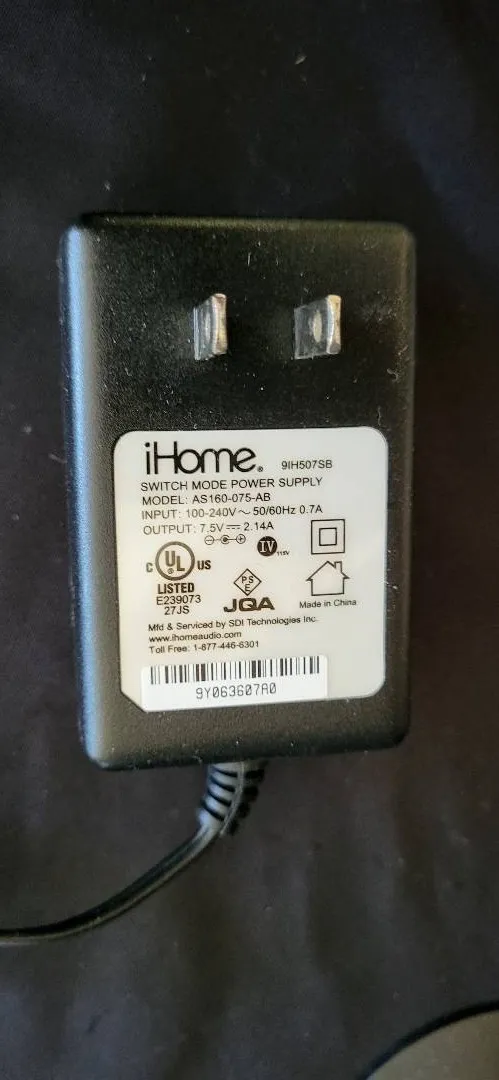 iHome® 9IH507SB
SWITCH MODE POWER SUPPLY
MODEL: AS160-075-AB
INPUT: 100-240V ~ 50/60Hz 0.7A
OUTPUT: 7.5V ⎓ 2.14A
IV 115V
C UL US
LISTED
E239073
27JS
PS
E
JQA
Made in China
Mfd & Serviced by SDI Technologies Inc.
www.ihomeaudio.com
Toll Free: 1-877-446-6301
9Y063607A0